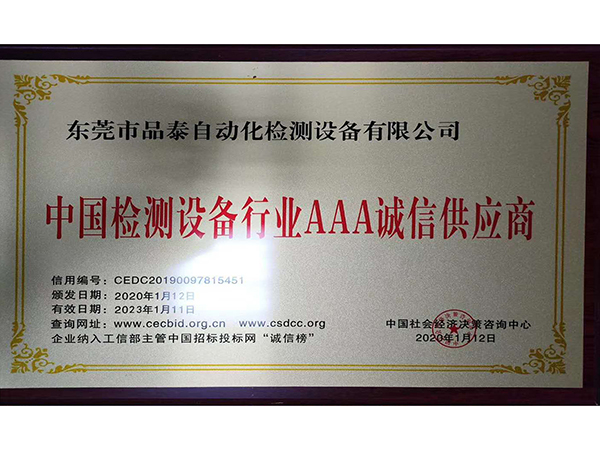 东莞市品泰自动化检测设备有限公司
中国检测设备行业AAA诚信供应商
信用编号：CEDC20190097815451
颁发日期：2020年1月12日
有效日期：2023年1月11日
查询网址：www.cecbid.org.cn www.csdcc.org
企业纳入工信部主管中国招标投标网“诚信榜”
中国社会经济决策咨询中心
2020年1月12日